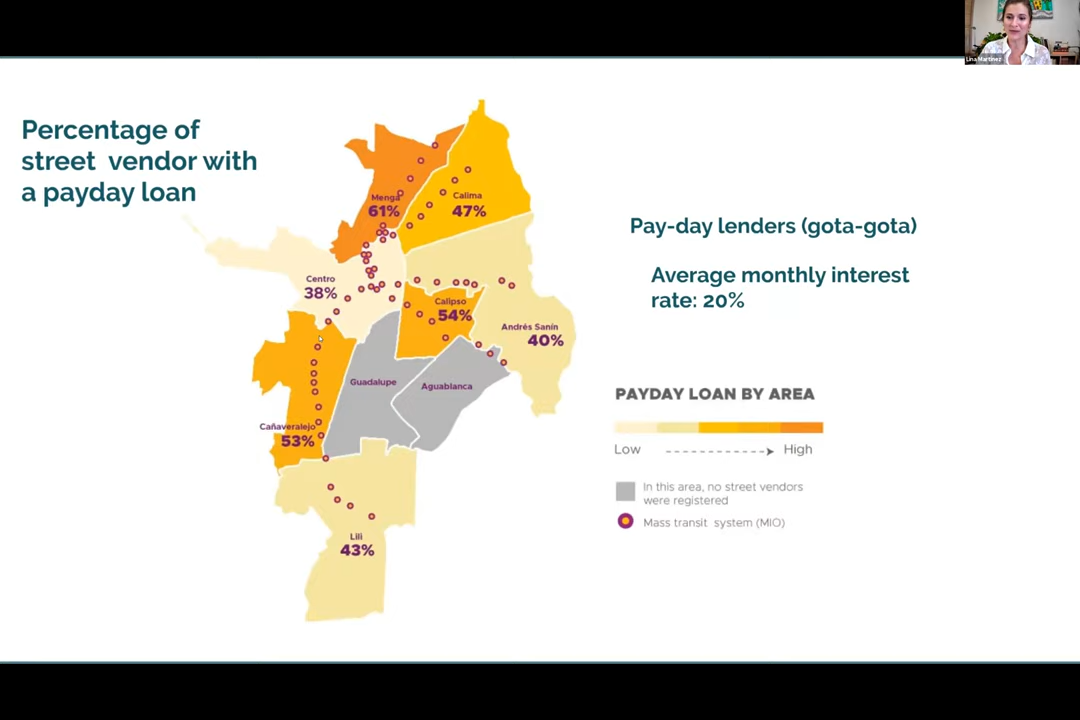 Lina Martinez
Percentage of
street vendor with
a payday loan
Menga
61%
Calima
47%
Pay-day lenders (gota-gota)
Average monthly interest
rate: 20%
Centro
38%
Calipso
54%
Andrés Sanín
40%
Guadalupe
Aguablanca
Cañaveralejo
53%
Lili
43%
PAYDAY LOAN BY AREA
Low
High
In this area, no street vendors
were registered
Mass transit system (MIO)